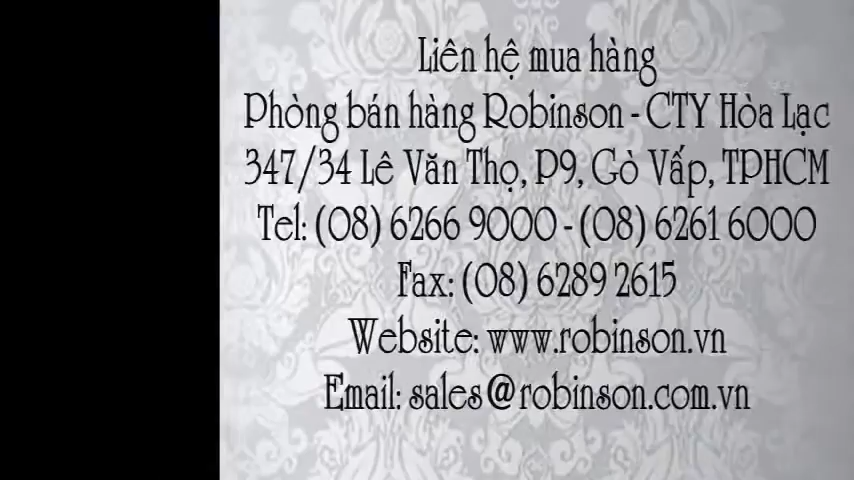 Liên hệ mua hàng
Phòng bán hàng Robinson - CTY Hòa Lạc
347/34 Lê Văn Thọ, P9, Gò Vấp, TPHCM
Tel: (08) 6266 9000 - (08) 6261 6000
Fax: (08) 6289 2615
Website: www.robinson.vn
Email: sales@robinson.com.vn